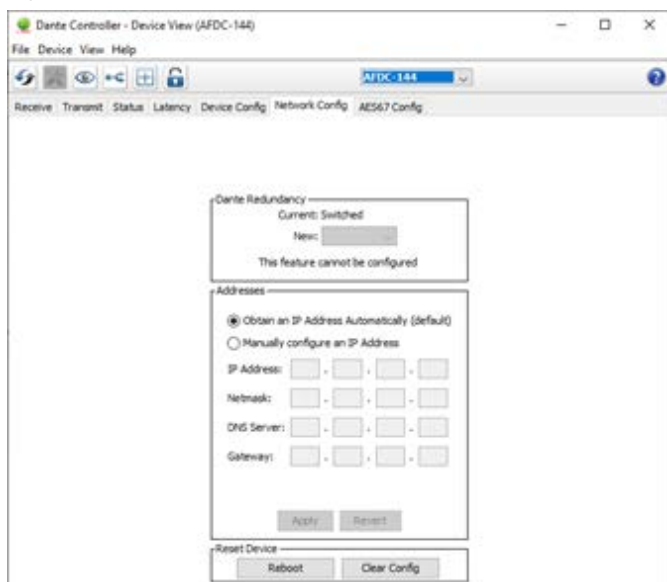 Dante Controller - Device View (AFDC-144)
File Device View Help
AFDC-144
Receive Transmit Status Latency Device Config Network Config AES67 Config
Dante Redundancy
Current: Switched
New:
This feature cannot be configured
Addresses
Obtain an IP Address Automatically (default)
Manually configure an IP Address
IP Address: . . .
Netmask: . . .
DNS Server: . . .
Gateway: . . .
Apply Revert
Reset Device
Reboot Clear Config